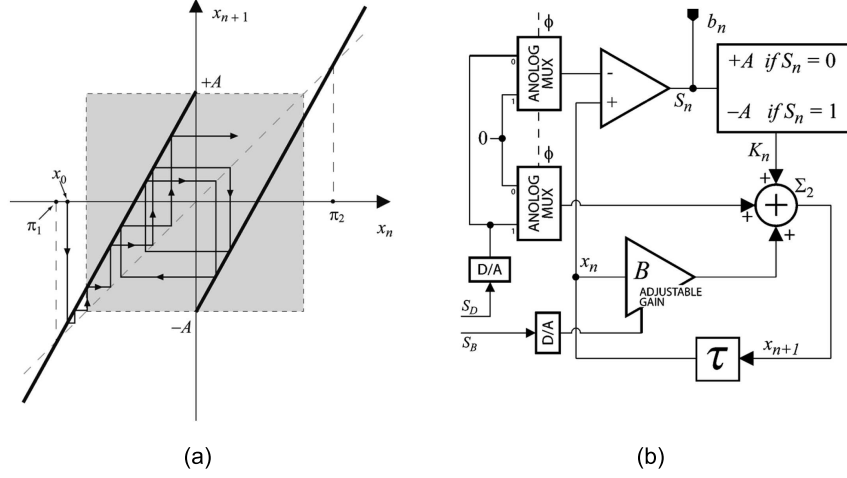 x_{n+1}
+A
x_0
π_1
π_2
x_n
−A
(a)
ϕ
b_n
0
ANOLOG
MUX
1
-
+
S_n
+A if S_n = 0
−A if S_n = 1
0
ϕ
K_n
0
ANOLOG
MUX
1
+
Σ_2
+
+
+
D/A
x_n
B
ADJUSTABLE
GAIN
S_D
S_B
D/A
τ
x_{n+1}
(b)